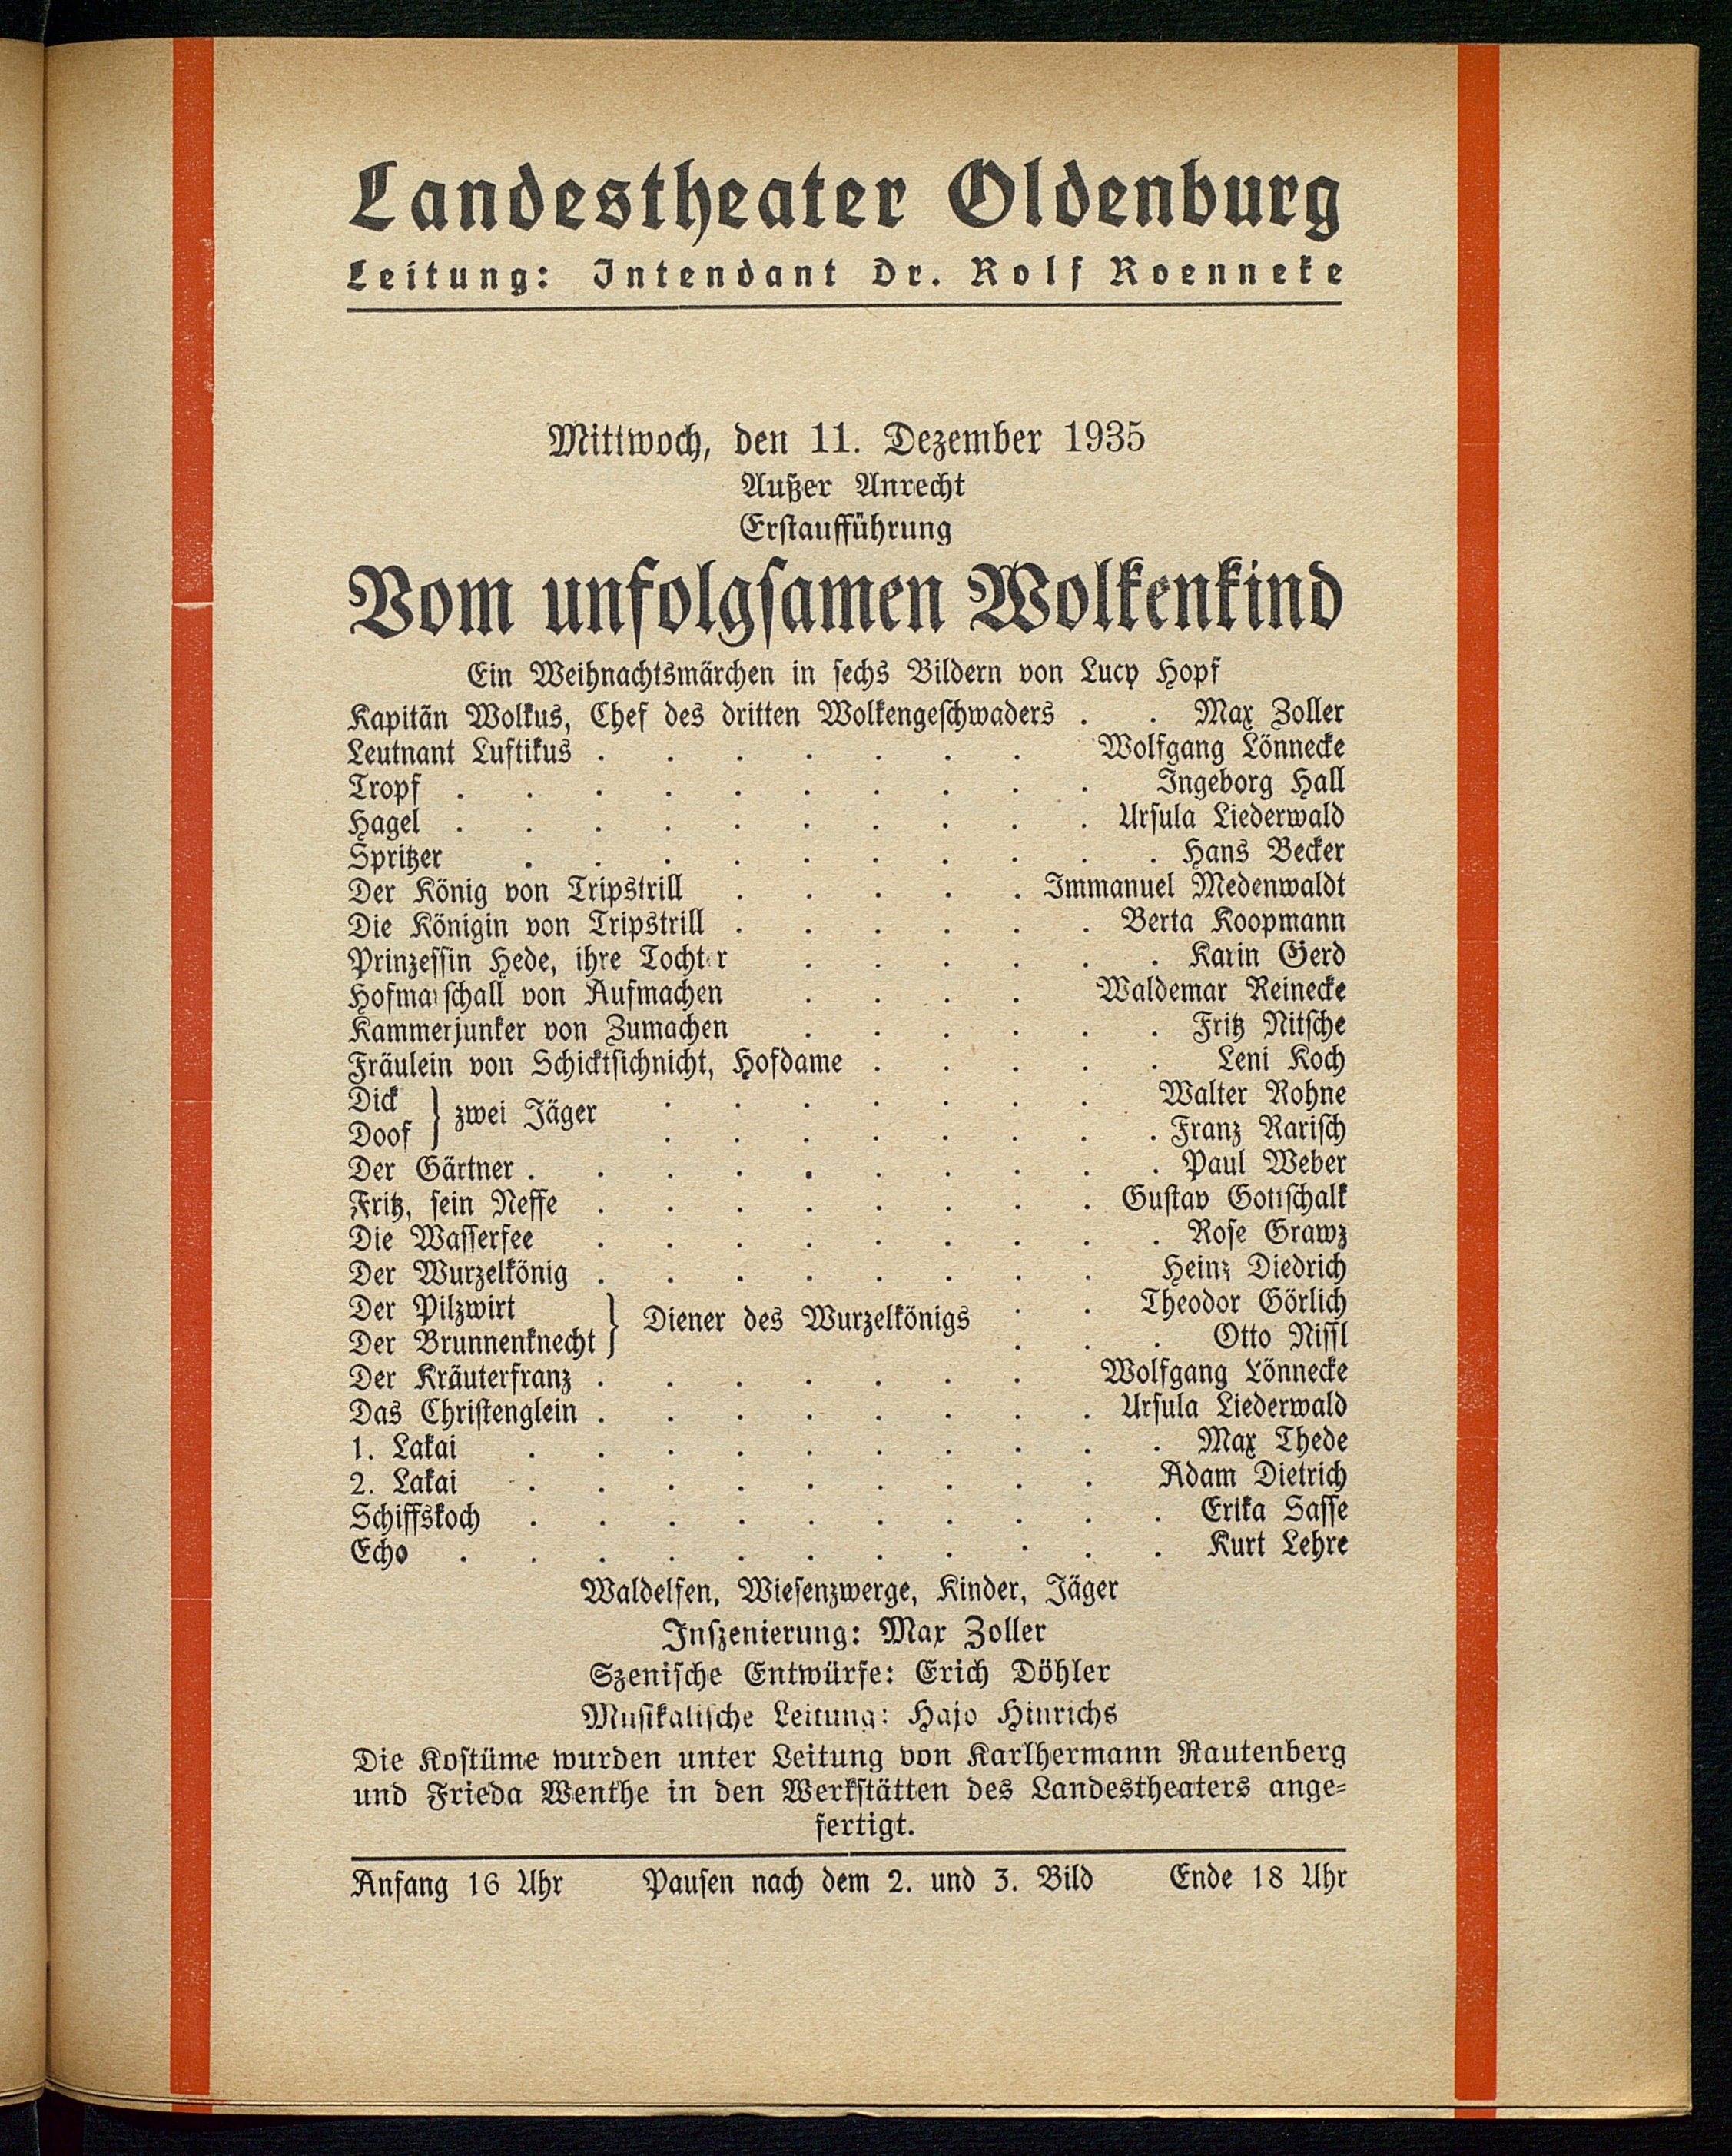 Landestheater Oldenburg
Leitung: Intendant Dr. Rolf Roenneke
Mittwoch, den 11. Dezember 1935
Außer Anrecht
Erstaufführung
Vom unfolgsamen Wolkenkind
Ein Weihnachtsmärchen in sechs Bildern von Lucy Hopf
Kapitän Wolkus, Chef des dritten Wolkengeschwaders . . Max Zoller
Leutnant Luftikus . . . . . . . Wolfgang Lönnecke
Tropf . . . . . . . . . . Ingeborg Hall
Hagel . . . . . . . . . . Ursula Liederwald
Spritzer . . . . . . . . . . Hans Becker
Der König von Tripstrill . . . . . Immanuel Medenwaldt
Die Königin von Tripstrill . . . . . . Berta Koopmann
Prinzessin Hede, ihre Tochter . . . . . . Karin Gerd
Hofmarschall von Aufmachen . . . . Waldemar Reinecke
Kammerjunker von Zumachen . . . . . . Fritz Nitsche
Fräulein von Schicktsichnicht, Hofdame . . . . . Leni Koch
Dick } zwei Jäger . . . . . . . Walter Rohne
Doof } . . . . . . . . Franz Rarisch
Der Gärtner . . . . . . . . . . Paul Weber
Fritz, sein Neffe . . . . . . . . Gustav Gottschalk
Die Wasserfee . . . . . . . . . Rose Grawz
Der Wurzelkönig . . . . . . . . Heinz Diedrich
Der Pilzwirt } Diener des Wurzelkönigs . . Theodor Görlich
Der Brunnenknecht } . . . Otto Nissl
Der Kräuterfranz . . . . . . . Wolfgang Lönnecke
Das Christenglein . . . . . . . . Ursula Liederwald
1. Lakai . . . . . . . . . . Max Thede
2. Lakai . . . . . . . . . Adam Dietrich
Schiffskoch . . . . . . . . . . Erika Sasse
Echo . . . . . . . . . . . Kurt Lehre
Waldelfen, Wiesenzwerge, Kinder, Jäger
Inszenierung: Max Zoller
Szenische Entwürfe: Erich Döhler
Musikalische Leitung: Hajo Hinrichs
Die Kostüme wurden unter Leitung von Karlhermann Rautenberg
und Frieda Wenthe in den Werkstätten des Landestheaters ange-
fertigt.
Anfang 16 Uhr Pausen nach dem 2. und 3. Bild Ende 18 Uhr